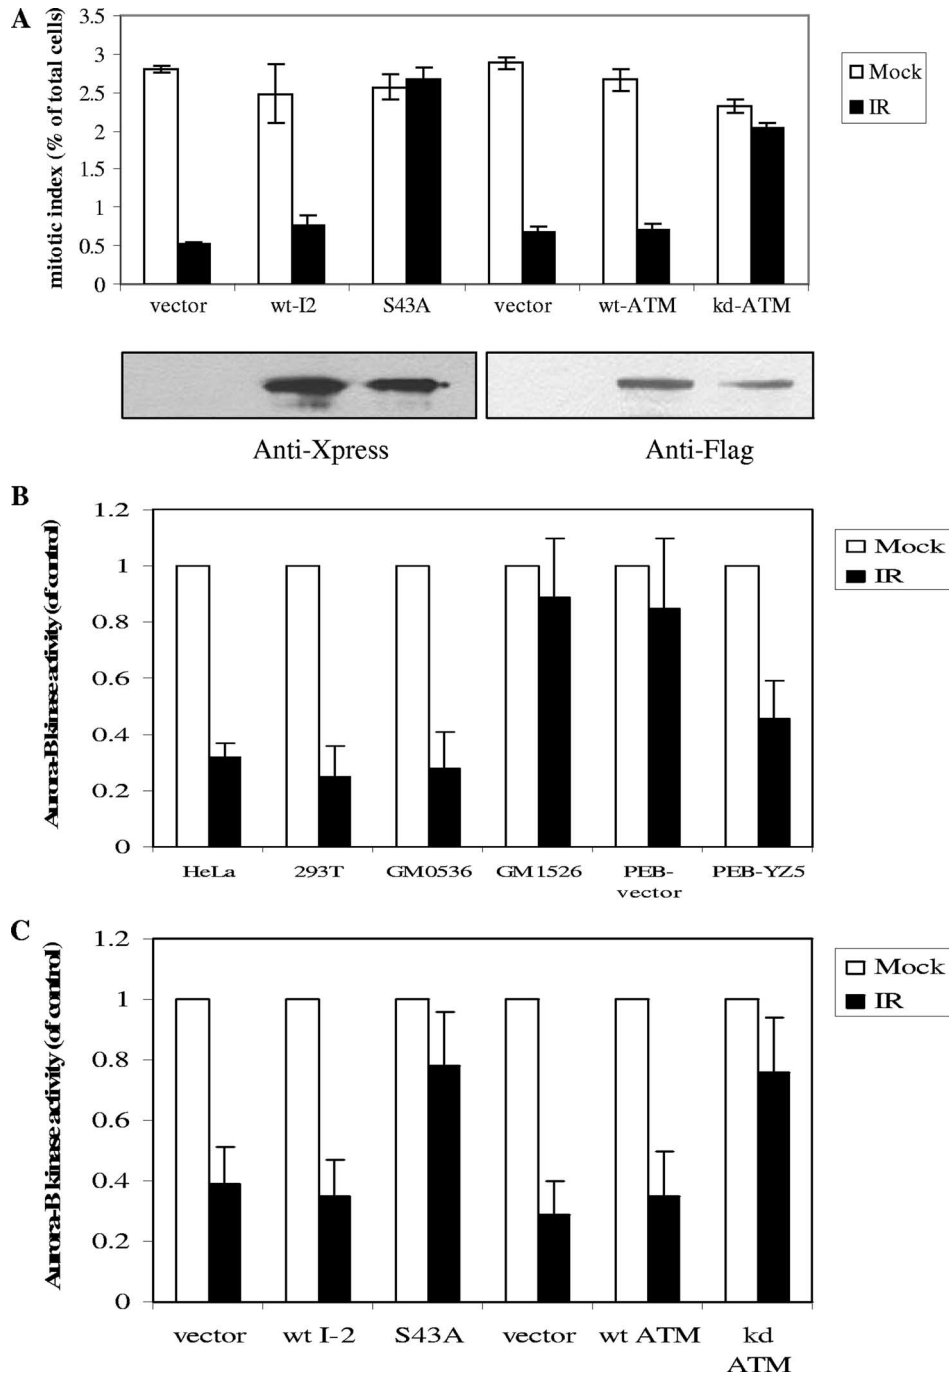 A
mitotic index (% of total cells)
3.5
3
2.5
2
1.5
1
0.5
0
Mock
IR
vector wt-I2 S43A vector wt-ATM kd-ATM
Anti-Xpress Anti-Flag
B
Aurora-B kinase activity (of control)
1.2
1
0.8
0.6
0.4
0.2
0
Mock
IR
HeLa 293T GM0536 GM1526 PEB- PEB-YZ5
vector
C
Aurora-B kinase activity (of control)
1.2
1
0.8
0.6
0.4
0.2
0
Mock
IR
vector wt I-2 S43A vector wt ATM kd
ATM